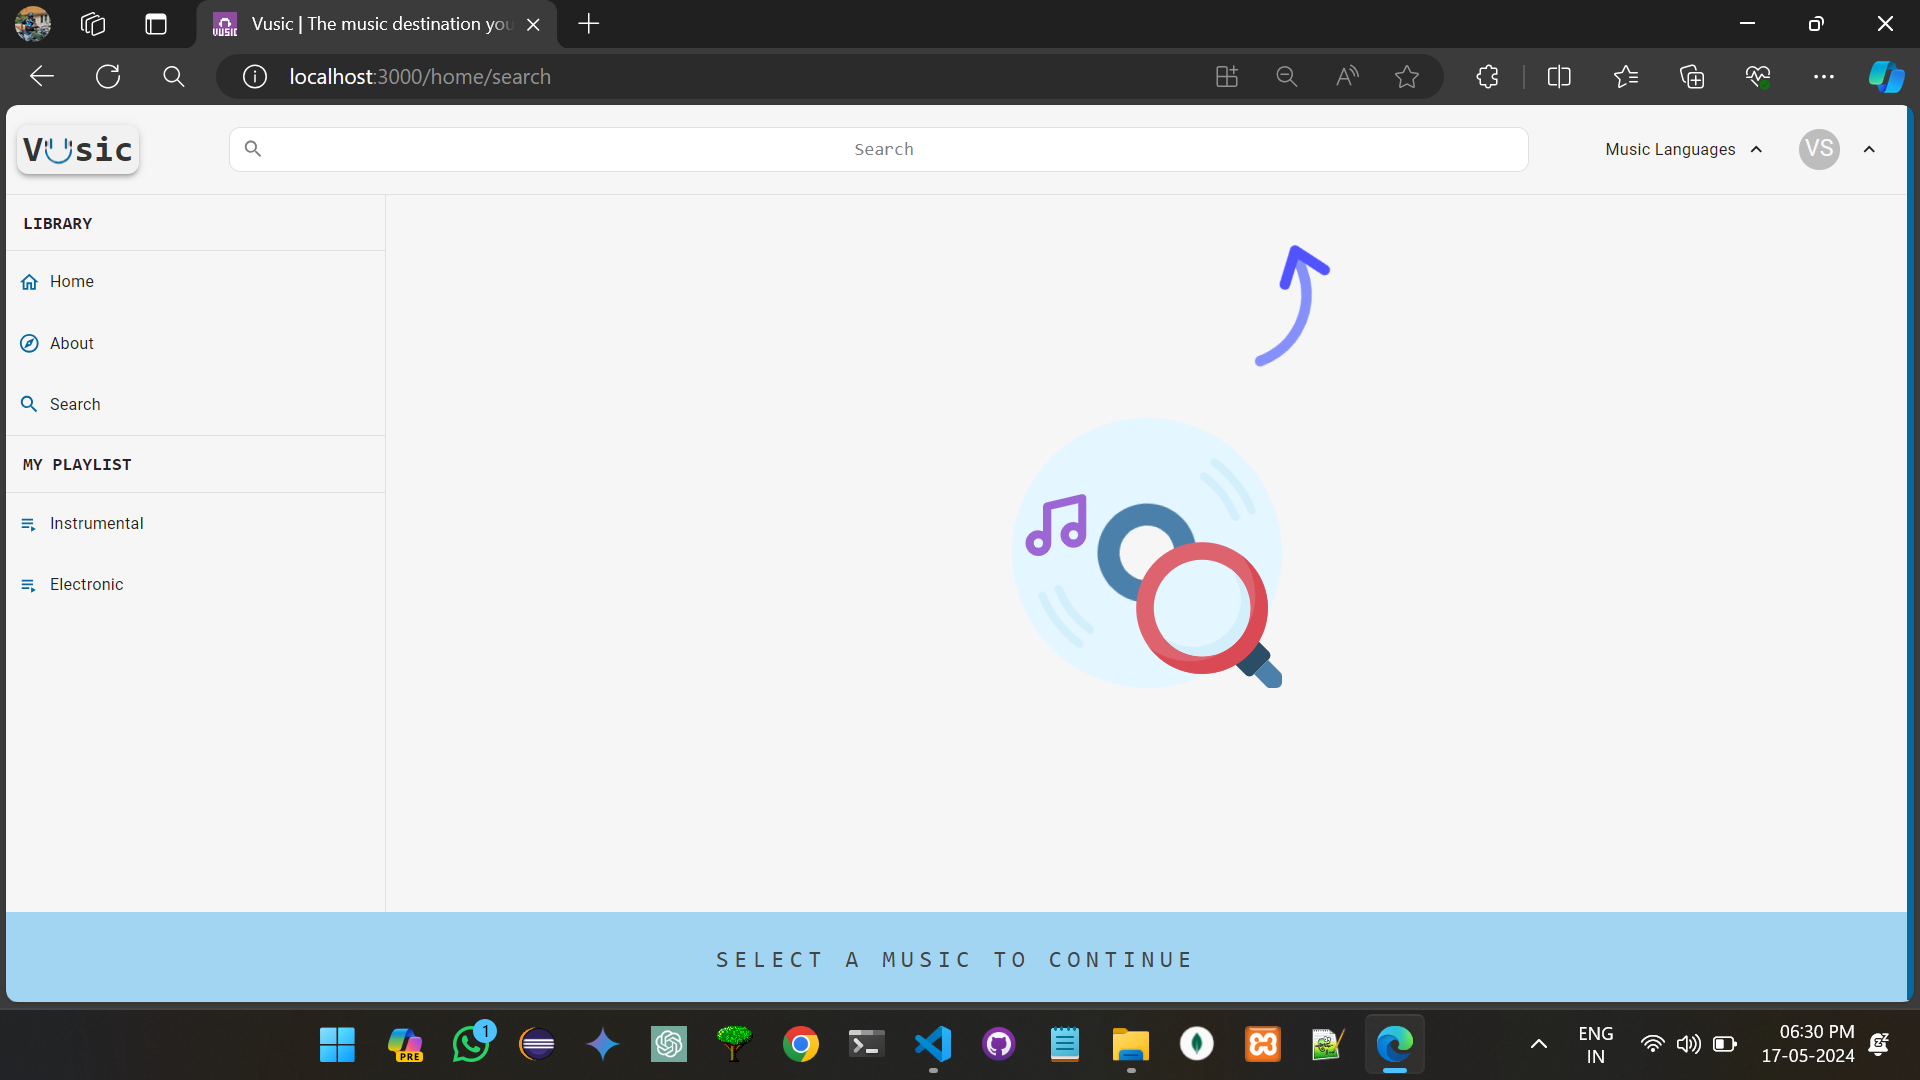 Vusic | The music destination you
localhost:3000/home/search
Vusic
Search
Music Languages
VS
LIBRARY
Home
About
Search
MY PLAYLIST
Instrumental
Electronic
SELECT A MUSIC TO CONTINUE
PRE
1
ENG
IN
06:30 PM
17-05-2024